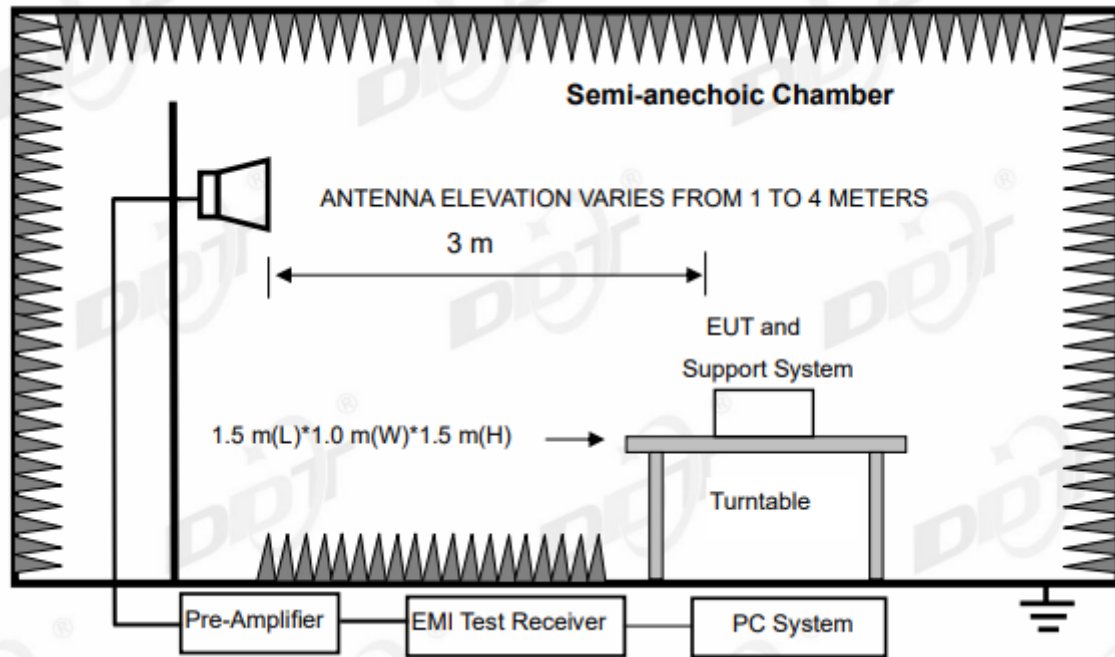 Semi-anechoic Chamber
ANTENNA ELEVATION VARIES FROM 1 TO 4 METERS
3 m
EUT and
Support System
1.5 m(L)*1.0 m(W)*1.5 m(H)
Turntable
Pre-Amplifier
EMI Test Receiver
PC System
DDT
®